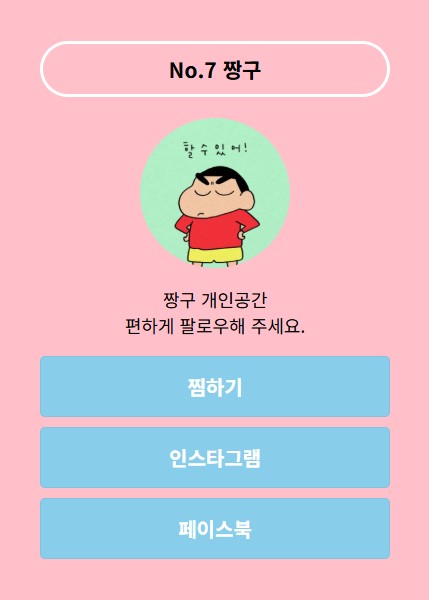 No.7 짱구
할 수 있어!
짱구 개인공간
편하게 팔로우해 주세요.
찜하기
인스타그램
페이스북